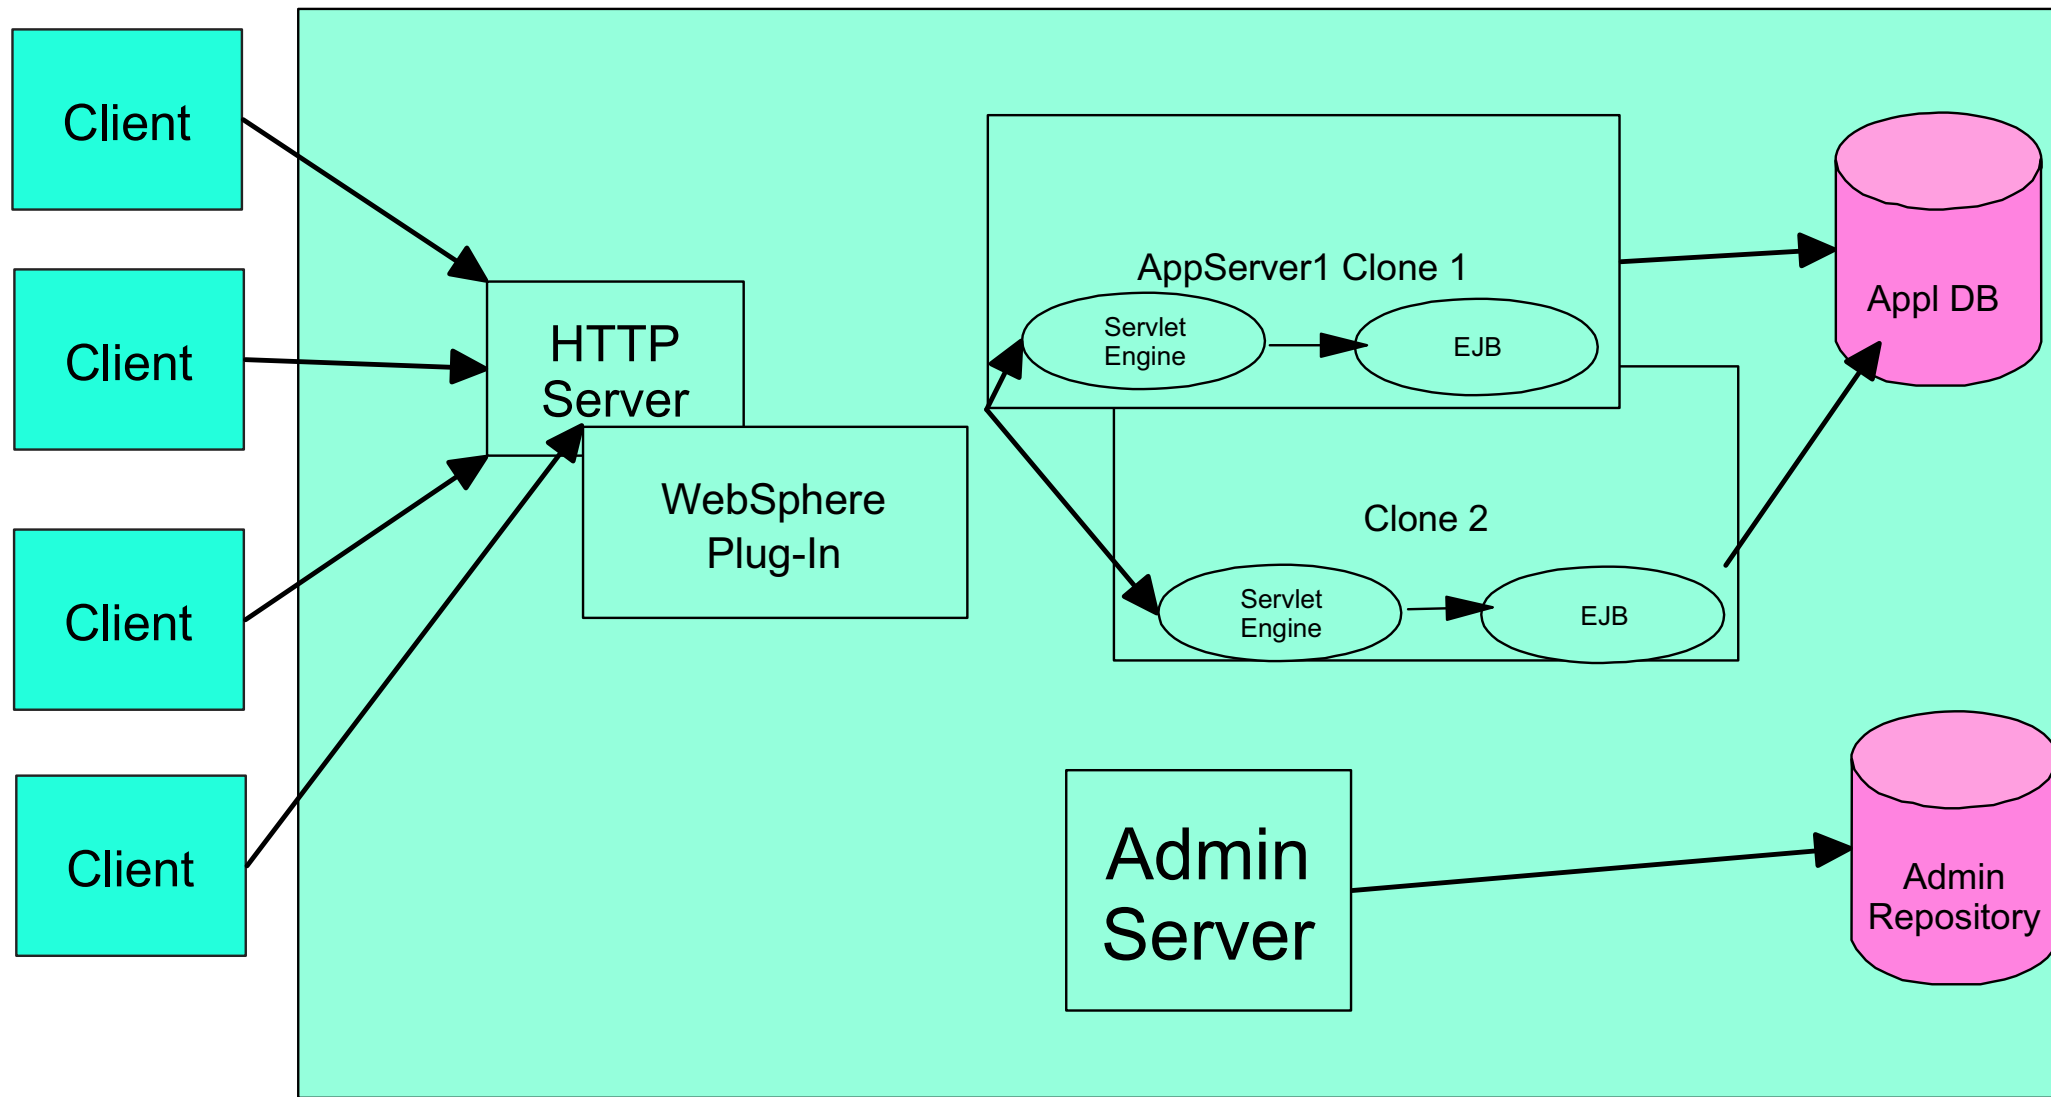 Client
Client
Client
Client
HTTP
Server
WebSphere
Plug-In
AppServer1 Clone 1
Servlet
Engine
EJB
Clone 2
Servlet
Engine
EJB
Appl DB
Admin
Server
Admin
Repository